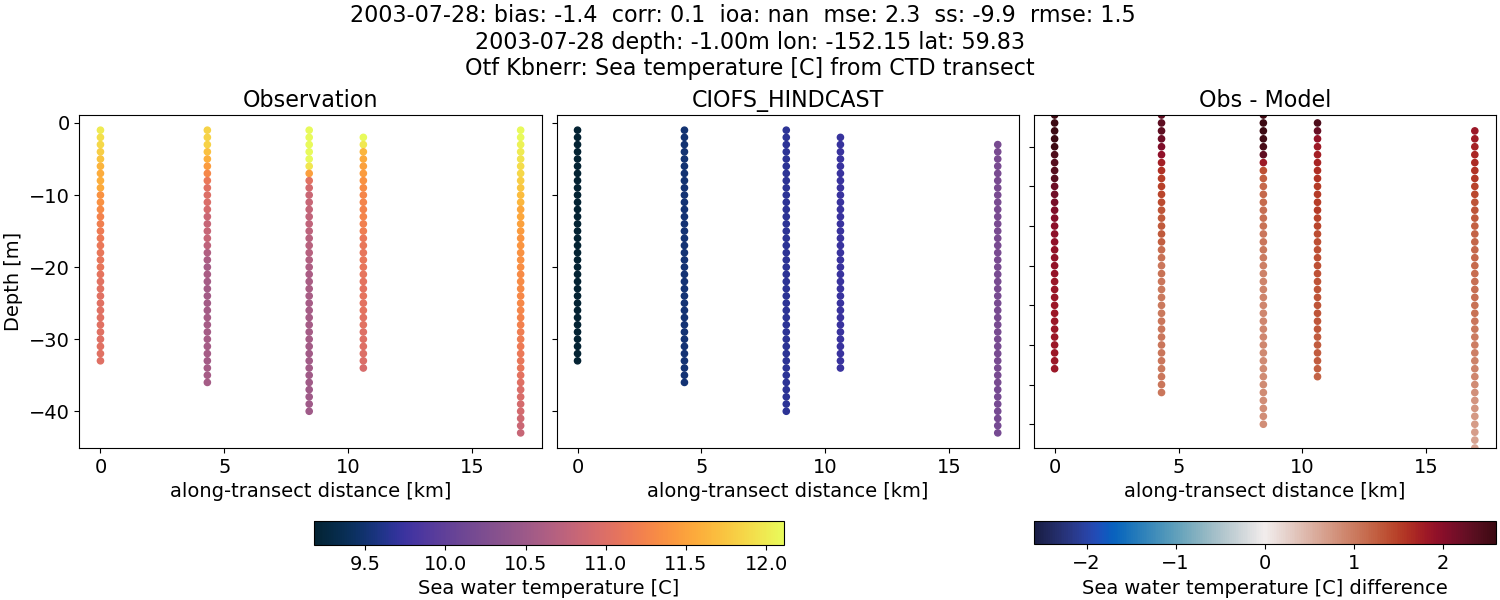 2003-07-28: bias: -1.4  corr: 0.1  ioa: nan  mse: 2.3  ss: -9.9  rmse: 1.5
2003-07-28 depth: -1.00m lon: -152.15 lat: 59.83
Otf Kbnerr: Sea temperature [C] from CTD transect
Observation
CIOFS_HINDCAST
Obs - Model
Depth [m]
0
−10
−20
−30
−40
0 5 10 15
0 5 10 15
0 5 10 15
along-transect distance [km]
along-transect distance [km]
along-transect distance [km]
9.5 10.0 10.5 11.0 11.5 12.0
Sea water temperature [C]
−2 −1 0 1 2
Sea water temperature [C] difference